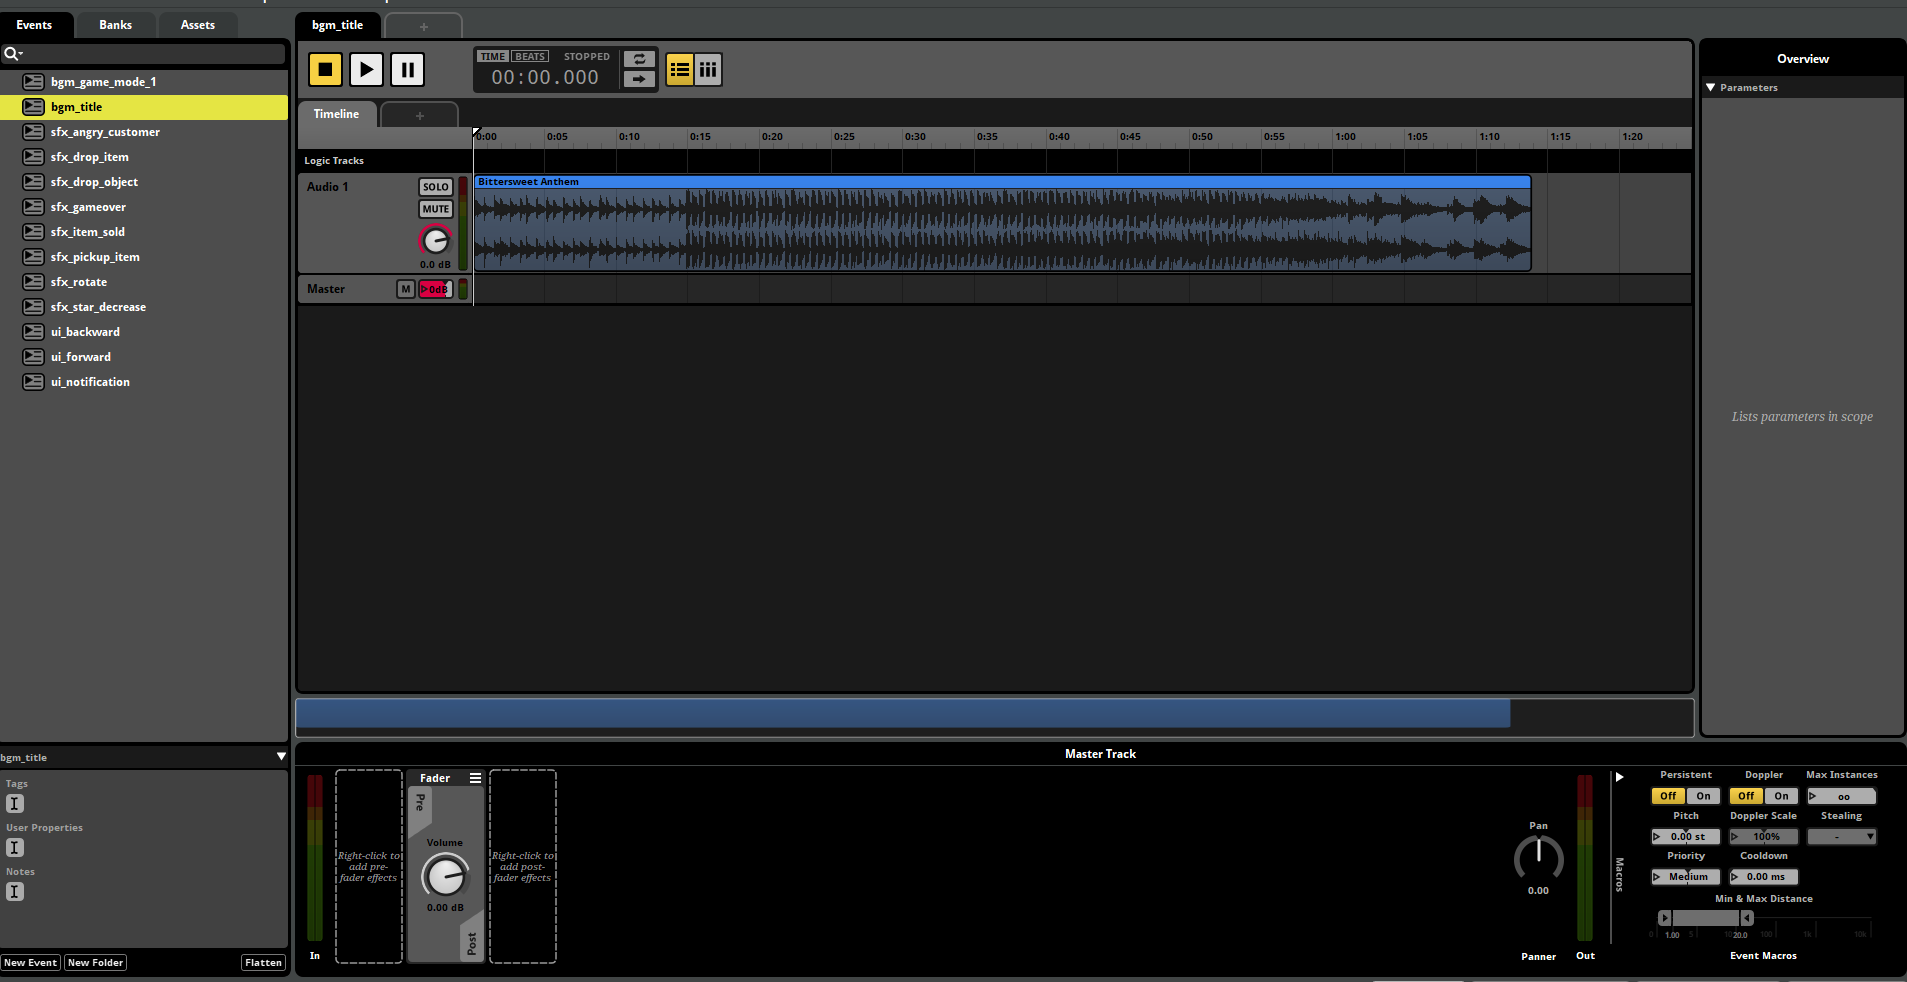 Events Banks Assets
bgm_game_mode_1
bgm_title
sfx_angry_customer
sfx_drop_item
sfx_drop_object
sfx_gameover
sfx_item_sold
sfx_pickup_item
sfx_rotate
sfx_star_decrease
ui_backward
ui_forward
ui_notification
bgm_title
Tags
User Properties
Notes
New Event New Folder Flatten
bgm_title +
TIME BEATS STOPPED
00:00.000
Timeline +
0:00 0:05 0:10 0:15 0:20 0:25 0:30 0:35 0:40 0:45 0:50 0:55 1:00 1:05 1:10 1:15 1:20
Logic Tracks
Audio 1 SOLO
MUTE
0.0 dB
Bittersweet Anthem
Master M 0dB
Overview
Parameters
Lists parameters in scope
Master Track
In
Right-click to
add pre-
fader effects
Fader
Pre
Volume
0.00 dB
Post
Right-click to
add post-
fader effects
Pan
0.00
Panner
Out
Macros
Persistent Doppler Max Instances
Off On Off On oo
Pitch Doppler Scale Stealing
0.00 st 100% -
Priority Cooldown
Medium 0.00 ms
Min & Max Distance
0 1.00 5 10 20.0 100 1k 10k
Event Macros